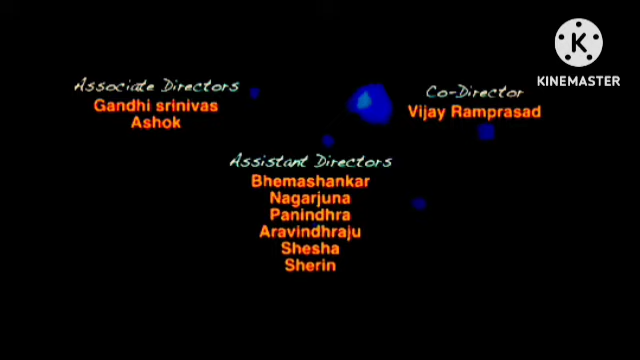 KINEMASTER
Associate Directors
Gandhi srinivas
Ashok
Co-Director
Vijay Ramprasad
Assistant Directors
Bhemashankar
Nagarjuna
Panindhra
Aravindhraju
Shesha
Sherin